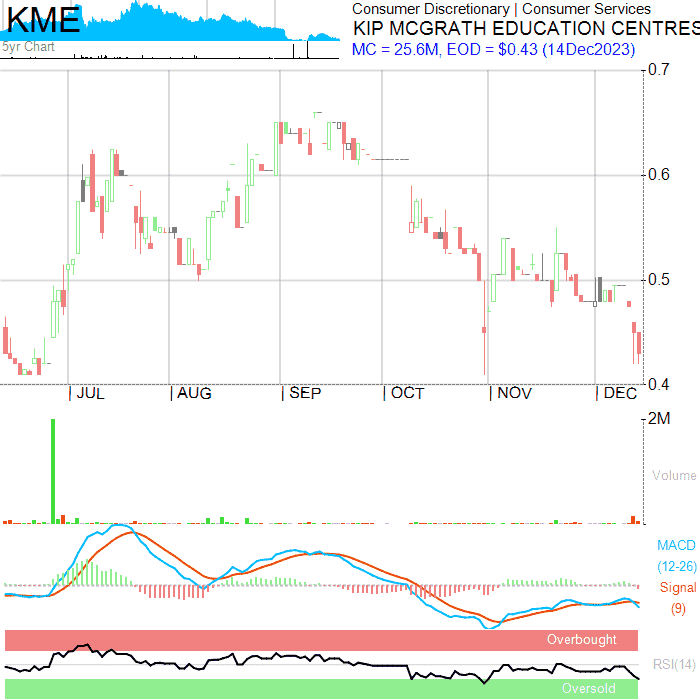 KME
Consumer Discretionary | Consumer Services
KIP MCGRATH EDUCATION CENTRES
5yr Chart
MC = 25.6M, EOD = $0.43 (14Dec2023)
0.7
0.6
0.5
0.4
JUL AUG SEP OCT NOV DEC
2M
Volume
MACD
(12-26)
Signal
(9)
Overbought
RSI(14)
Oversold